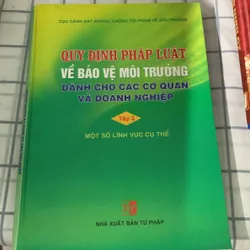 CỤC CẢNH SÁT PHÒNG CHỐNG TỘI PHẠM VỀ MÔI TRƯỜNG
QUY ĐỊNH PHÁP LUẬT
VỀ BẢO VỆ MÔI TRƯỜNG
DÀNH CHO CÁC CƠ QUAN
VÀ DOANH NGHIỆP
Tập 2
MỘT SỐ LĨNH VỰC CỤ THỂ
NHÀ XUẤT BẢN TƯ PHÁP